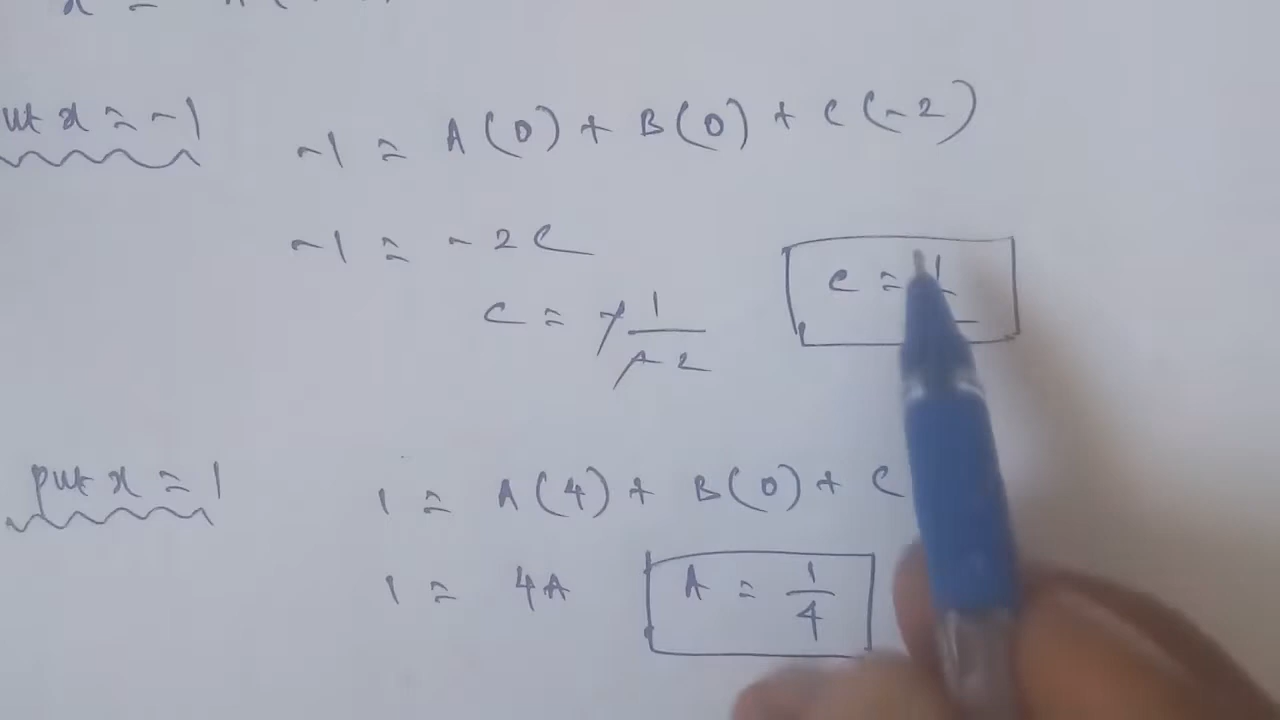 x = A(
put x = -1
-1 = A(0) + B(0) + C(-2)
-1 = -2C
C = -1/-2
C = 1
put x = 1
1 = A(4) + B(0) + C
1 = 4A
A = 1/4